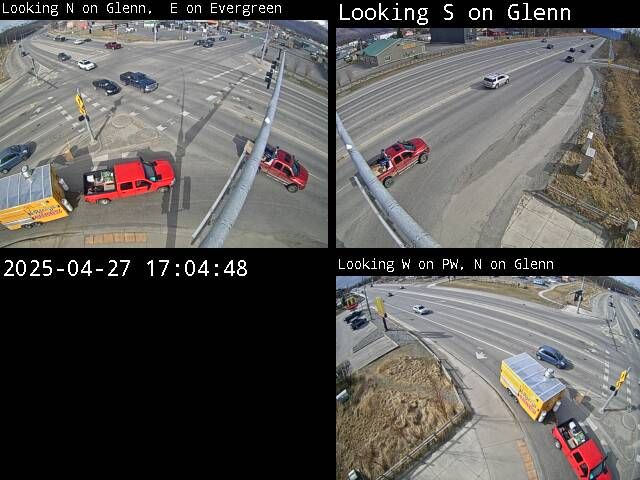 Looking N on Glenn, E on Evergreen
Looking S on Glenn
2025-04-27 17:04:48
Looking W on PW, N on Glenn